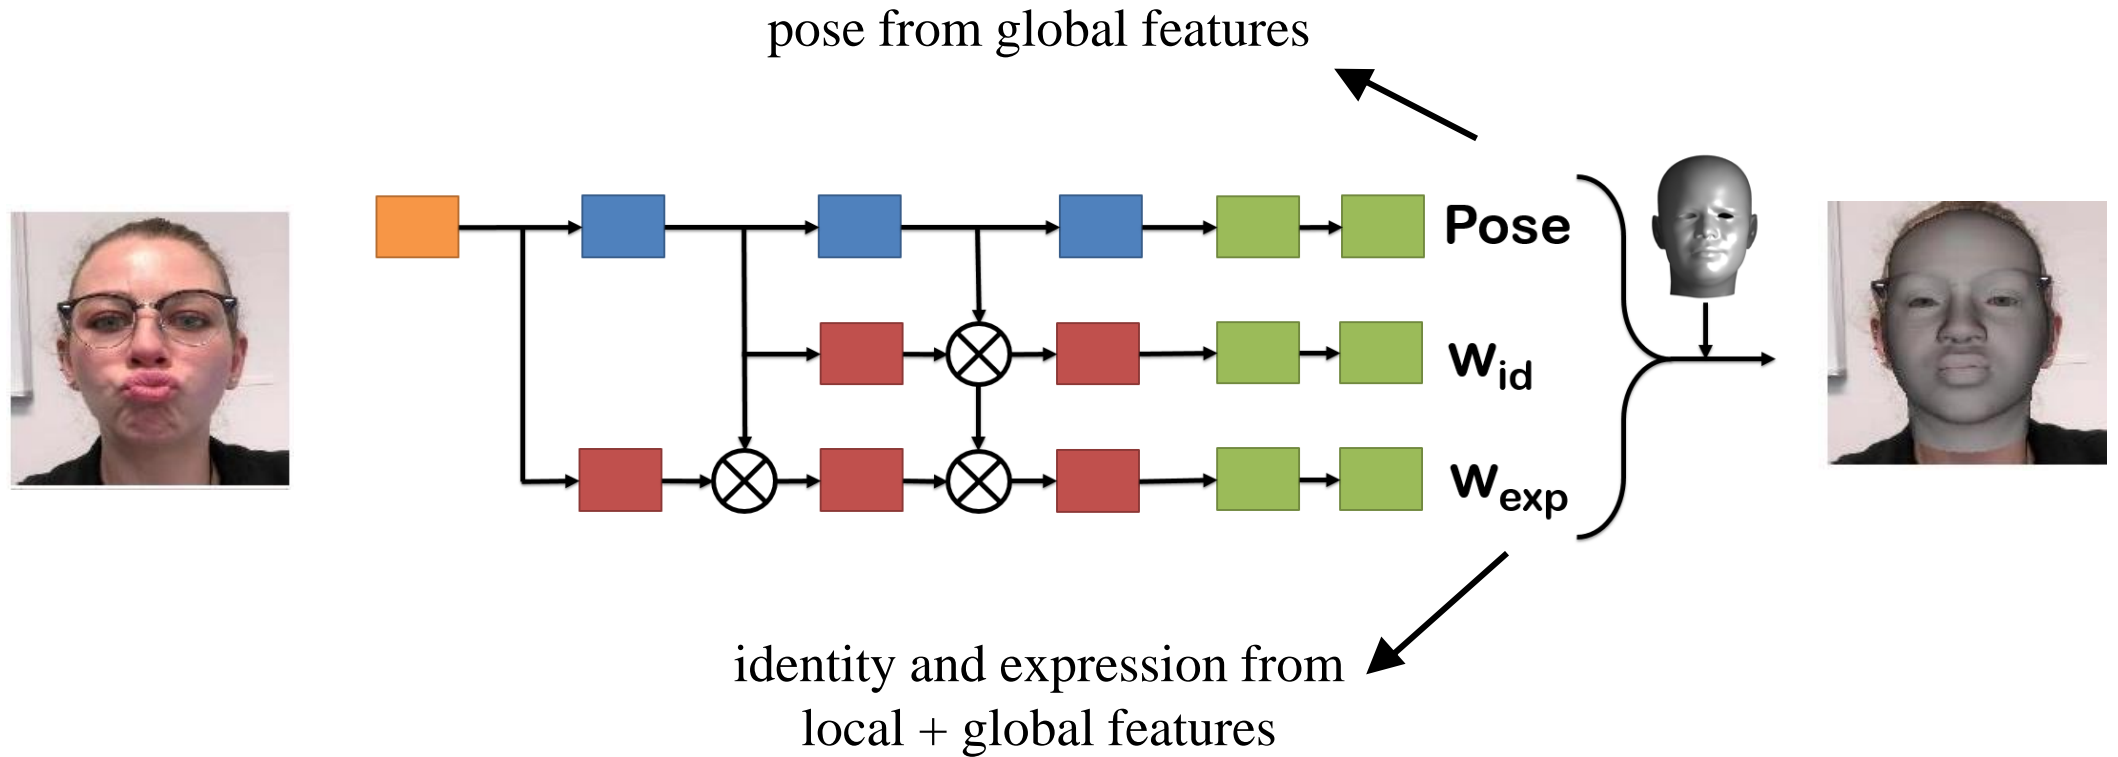 pose from global features
Pose
Wid
Wexp
identity and expression from
local + global features